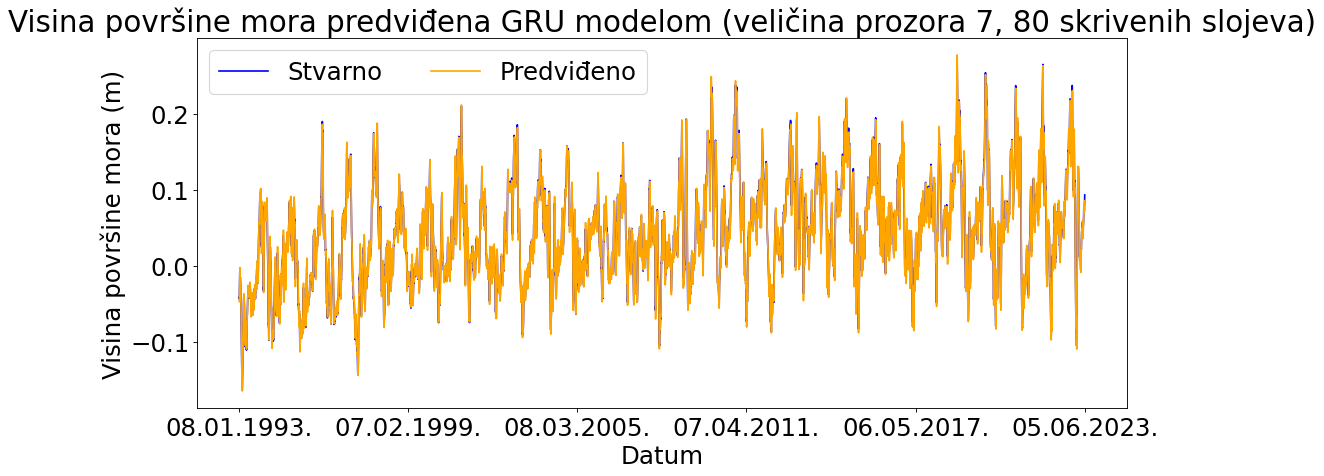 Visina površine mora predviđena GRU modelom (veličina prozora 7, 80 skrivenih slojeva)
Stvarno Predviđeno
Visina površine mora (m)
0.2
0.1
0.0
−0.1
08.01.1993. 07.02.1999. 08.03.2005. 07.04.2011. 06.05.2017. 05.06.2023.
Datum